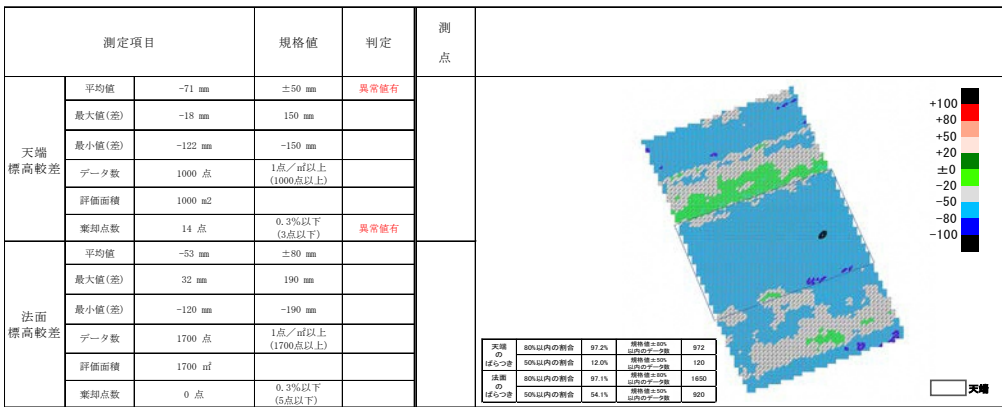 測定項目 規格値 判定 測点
天端標高較差
平均値 -71 ㎜ ±50 ㎜ 異常値有
最大値(差) -18 ㎜ 150 ㎜
最小値(差) -122 ㎜ -150 ㎜
データ数 1000 点 1点/㎡以上
(1000点以上)
評価面積 1000 m2
棄却点数 14 点 0.3%以下
(3点以下) 異常値有
法面標高較差
平均値 -53 ㎜ ±80 ㎜
最大値(差) 32 ㎜ 190 ㎜
最小値(差) -120 ㎜ -190 ㎜
データ数 1700 点 1点/㎡以上
(1700点以上)
評価面積 1700 ㎡
棄却点数 0 点 0.3%以下
(5点以下)
+100
+80
+50
+20
±0
-20
-50
-80
-100
天端のばらつき
80%以内の割合 97.2% 規格値±80%以内のデータ数 972
50%以内の割合 12.0% 規格値±50%以内のデータ数 120
法面のばらつき
80%以内の割合 97.1% 規格値±80%以内のデータ数 1650
50%以内の割合 54.1% 規格値±50%以内のデータ数 920
天端